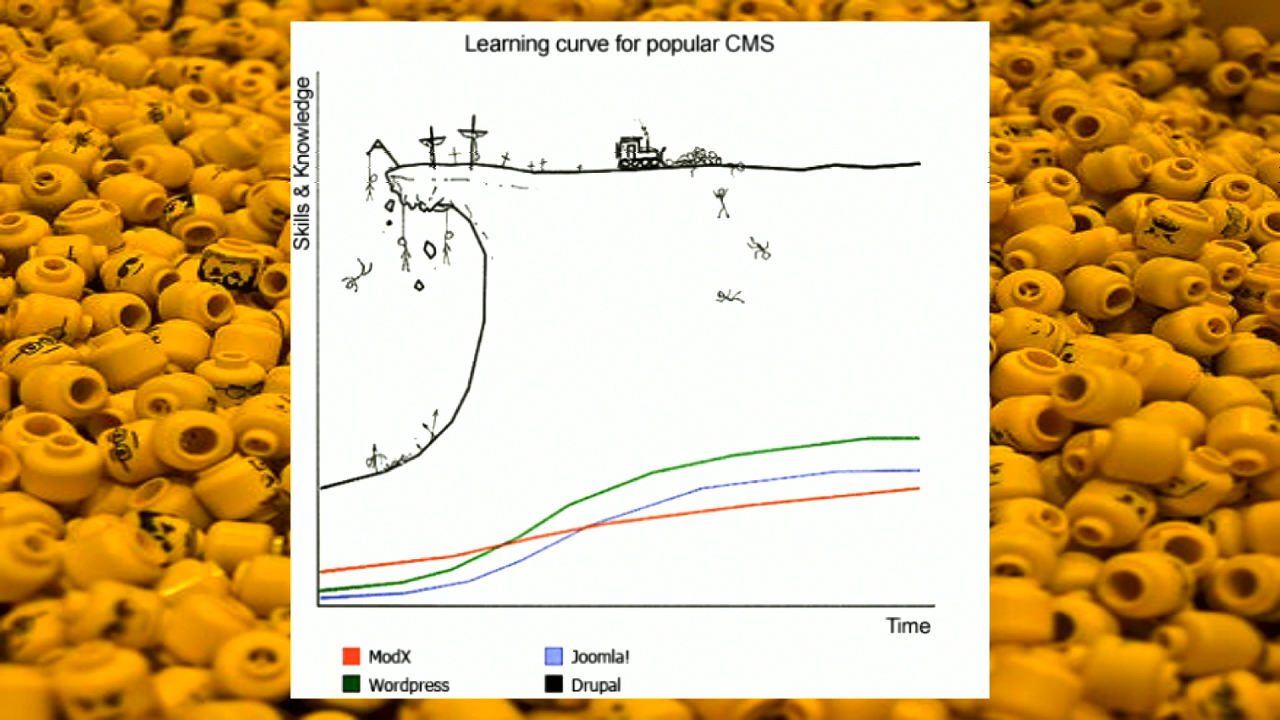 Learning curve for popular CMS
Skills & Knowledge
Time
ModX
Joomla!
Wordpress
Drupal